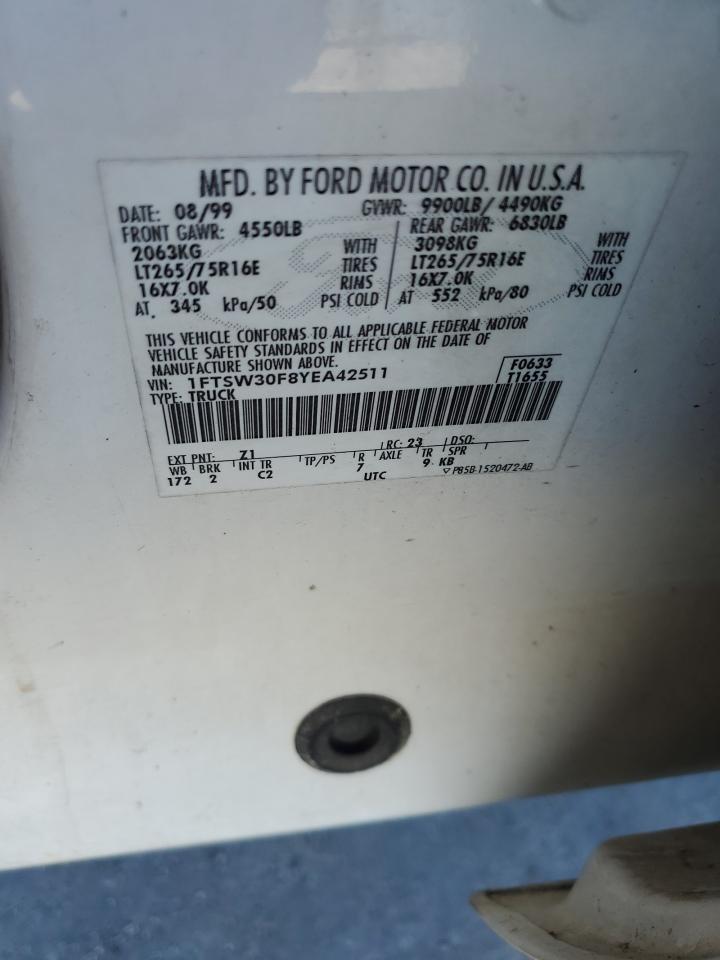 MFD. BY FORD MOTOR CO. IN U.S.A.
DATE: 08/99 GVWR: 9900LB/ 4490KG
FRONT GAWR: 4550LB REAR GAWR: 6830LB
2063KG WITH 3098KG WITH
LT265/75R16E TIRES LT265/75R16E TIRES
16X7.0K RIMS 16X7.0K RIMS
AT 345 kPa/50 PSI COLD AT 552 kPa/80 PSI COLD
THIS VEHICLE CONFORMS TO ALL APPLICABLE FEDERAL MOTOR
VEHICLE SAFETY STANDARDS IN EFFECT ON THE DATE OF
MANUFACTURE SHOWN ABOVE.
VIN: 1FTSW30F8YEA42511 F0633
TYPE: TRUCK T1655
EXT PNT: Z1 RC: 23 DSO:
WB BRK INT TR TP/PS R AXLE TR SPR
172 2 C2 7 9 KB
UTC P85B-1520472-AB